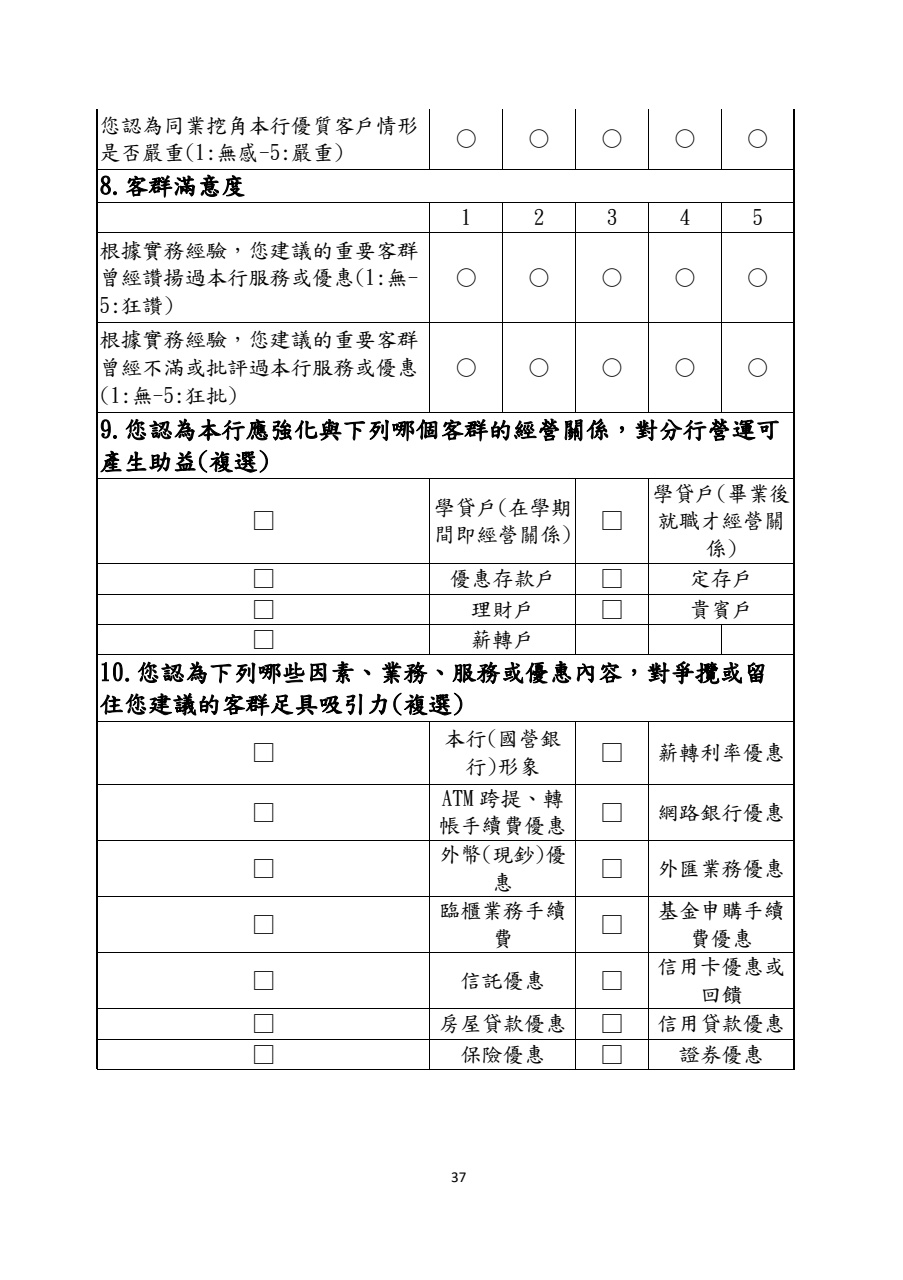 您認為同業挖角本行優質客戶情形
是否嚴重(1:無感-5:嚴重) ○ ○ ○ ○ ○
8.客群滿意度
1 2 3 4 5
根據實務經驗，您建議的重要客群
曾經讚揚過本行服務或優惠(1:無-
5:狂讚) ○ ○ ○ ○ ○
根據實務經驗，您建議的重要客群
曾經不滿或批評過本行服務或優惠
(1:無-5:狂批) ○ ○ ○ ○ ○
9.您認為本行應強化與下列哪個客群的經營關係，對分行營運可
產生助益(複選)
□ 學貸戶(在學期
間即經營關係)
□ 學貸戶(畢業後
就職才經營關
係)
□ 優惠存款戶 □ 定存戶
□ 理財戶 □ 貴賓戶
□ 薪轉戶
10.您認為下列哪些因素、業務、服務或優惠內容，對爭攬或留
住您建議的客群足具吸引力(複選)
□ 本行(國營銀
行)形象
□ 薪轉利率優惠
□ ATM 跨提、轉
帳手續費優惠
□ 網路銀行優惠
□ 外幣(現鈔)優
惠
□ 外匯業務優惠
□ 臨櫃業務手續
費
□ 基金申購手續
費優惠
□ 信託優惠
□ 信用卡優惠或
回饋
□ 房屋貸款優惠 □ 信用貸款優惠
□ 保險優惠 □ 證券優惠
37